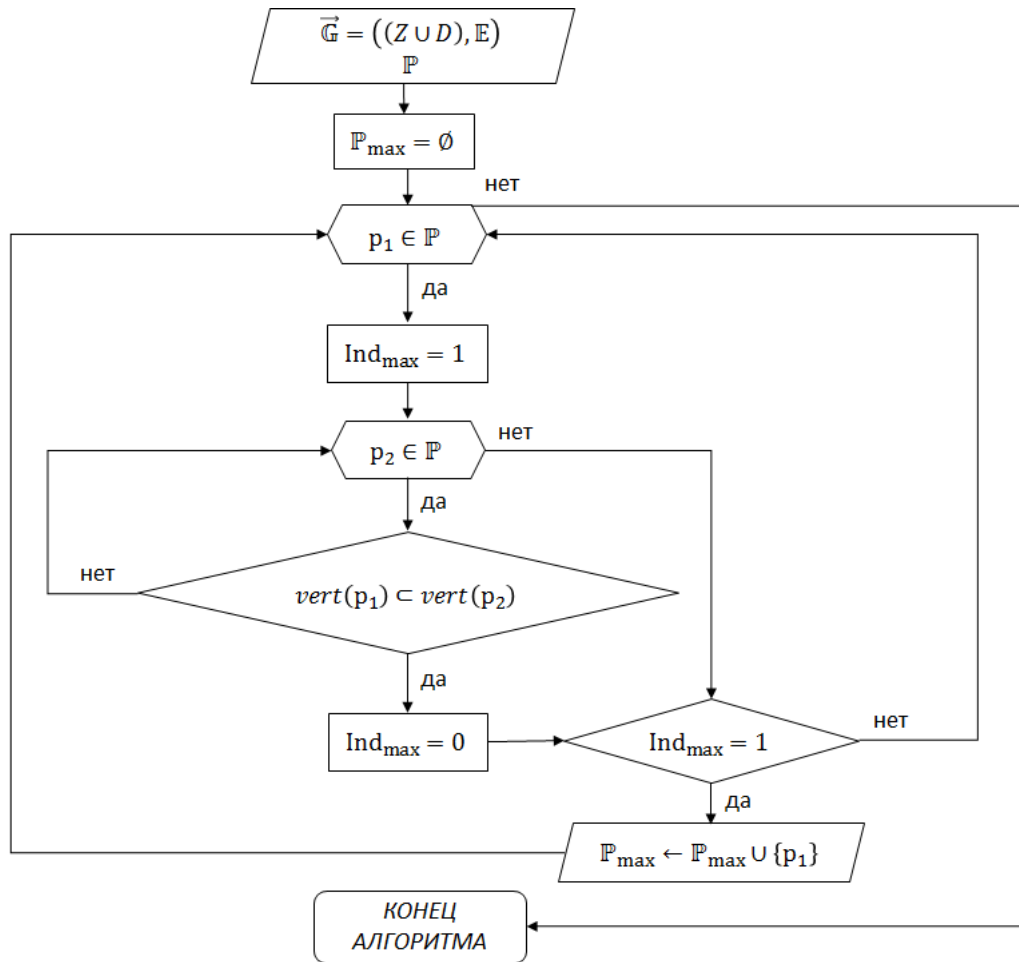 𝔾⃗ = ((Z ∪ D), 𝔼)
ℙ
ℙmax = ∅
нет
p₁ ∈ ℙ
да
Indmax = 1
p₂ ∈ ℙ
нет
да
нет
vert(p₁) ⊂ vert(p₂)
да
Indmax = 0
Indmax = 1
нет
да
ℙmax ← ℙmax ∪ {p₁}
КОНЕЦ
АЛГОРИТМА